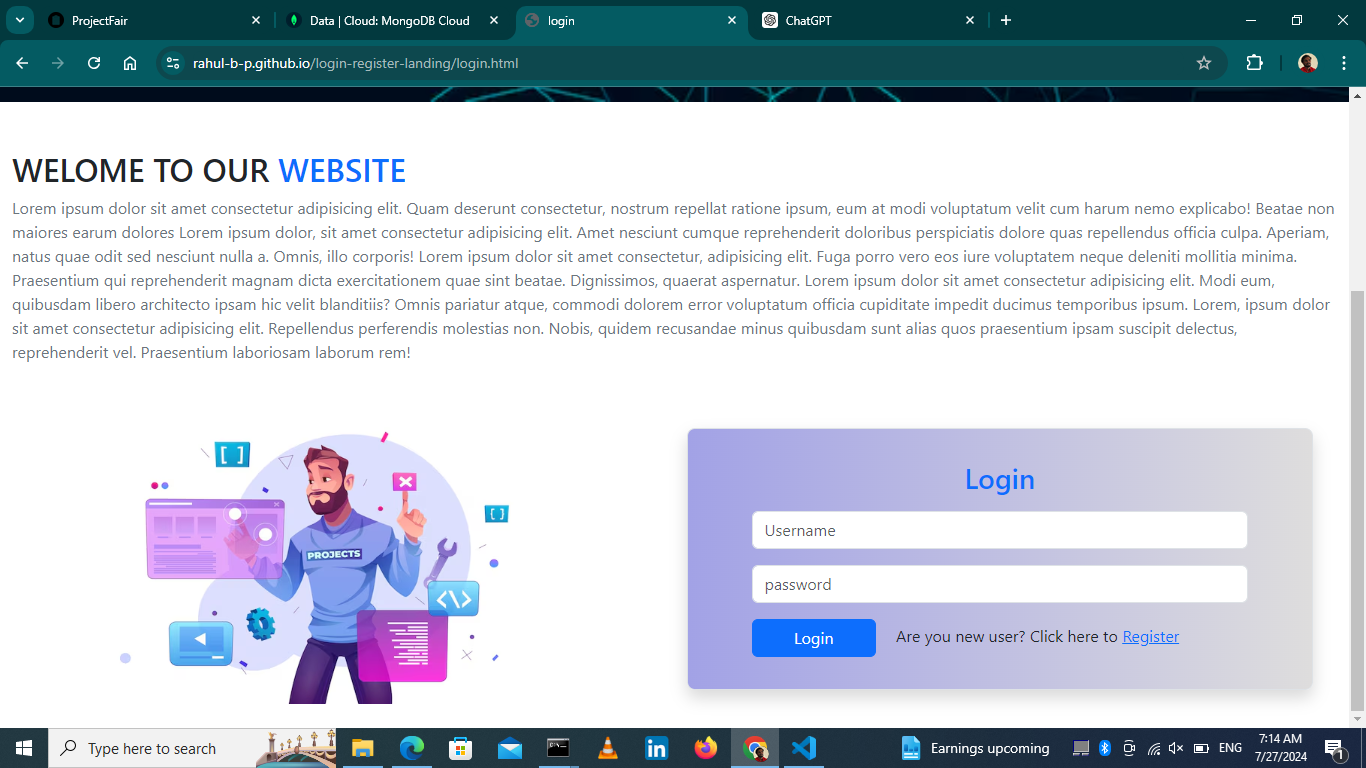 ProjectFair
Data | Cloud: MongoDB Cloud
login
ChatGPT
rahul-b-p.github.io/login-register-landing/login.html
WELOME TO OUR WEBSITE
Lorem ipsum dolor sit amet consectetur adipisicing elit. Quam deserunt consectetur, nostrum repellat ratione ipsum, eum at modi voluptatum velit cum harum nemo explicabo! Beatae non
maiores earum dolores Lorem ipsum dolor, sit amet consectetur adipisicing elit. Amet nesciunt cumque reprehenderit doloribus perspiciatis dolore quas repellendus officia culpa. Aperiam,
natus quae odit sed nesciunt nulla a. Omnis, illo corporis! Lorem ipsum dolor sit amet consectetur, adipisicing elit. Fuga porro vero eos iure voluptatem neque deleniti mollitia minima.
Praesentium qui reprehenderit magnam dicta exercitationem quae sint beatae. Dignissimos, quaerat aspernatur. Lorem ipsum dolor sit amet consectetur adipisicing elit. Modi eum,
quibusdam libero architecto ipsam hic velit blanditiis? Omnis pariatur atque, commodi dolorem error voluptatum officia cupiditate impedit ducimus temporibus ipsum. Lorem, ipsum dolor
sit amet consectetur adipisicing elit. Repellendus perferendis molestias non. Nobis, quidem recusandae minus quibusdam sunt alias quos praesentium ipsam suscipit delectus,
reprehenderit vel. Praesentium laboriosam laborum rem!
[ ]
[ ]
PROJECTS
<\>
Login
Username
password
Login
Are you new user? Click here to Register
Type here to search
Earnings upcoming
ENG
7:14 AM
7/27/2024
1